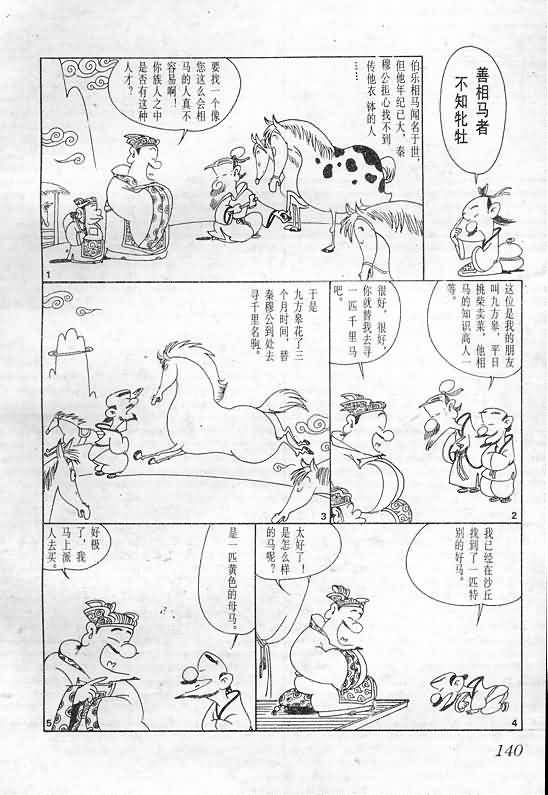 善相马者
不知牝牡
伯乐相马闻名于世，
但他年纪已大，秦
穆公担心找不到
传他衣钵的人
……
要找一个像
您这么会相
马的人真不
容易啊！
您族人之中
是否有这种
人才？
1
这位是我的朋友
叫九方皋，平日
挑柴卖菜，他相
马的知识高人一
等。
很好，很好，
你就替我去寻
一匹千里马
吧。
2
于是
九方皋花了三
个月时间，替
秦穆公到处去
寻千里名驹。
3
我已经在沙丘
找到了一匹特
别的好马。
太好了！
是怎么样
的马呢？
4
是一匹黄色的母马。
好极
了，我
马上派
人去买。
5
140